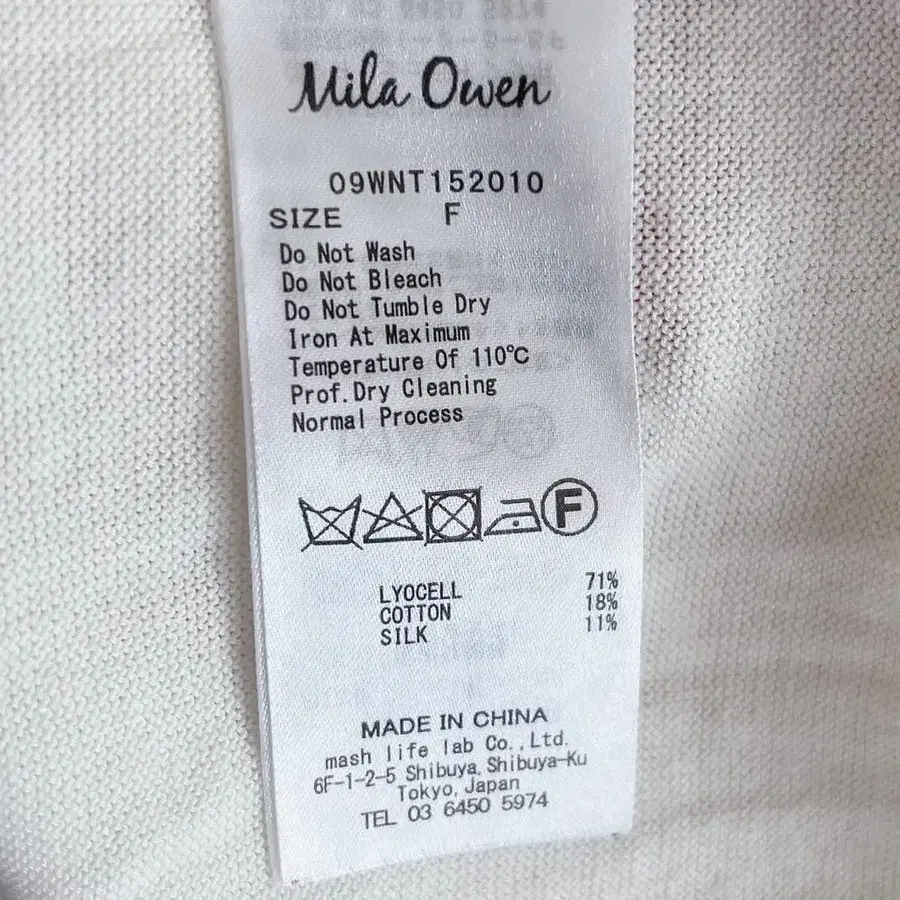 Mila Owen
09WNT152010
SIZE F
Do Not Wash
Do Not Bleach
Do Not Tumble Dry
Iron At Maximum
Temperature Of 110℃
Prof.Dry Cleaning
Normal Process
F
LYOCELL 71%
COTTON 18%
SILK 11%
MADE IN CHINA
mash life lab Co.,Ltd.
6F-1-2-5 Shibuya,Shibuya-Ku
Tokyo,Japan
TEL 03 6450 5974